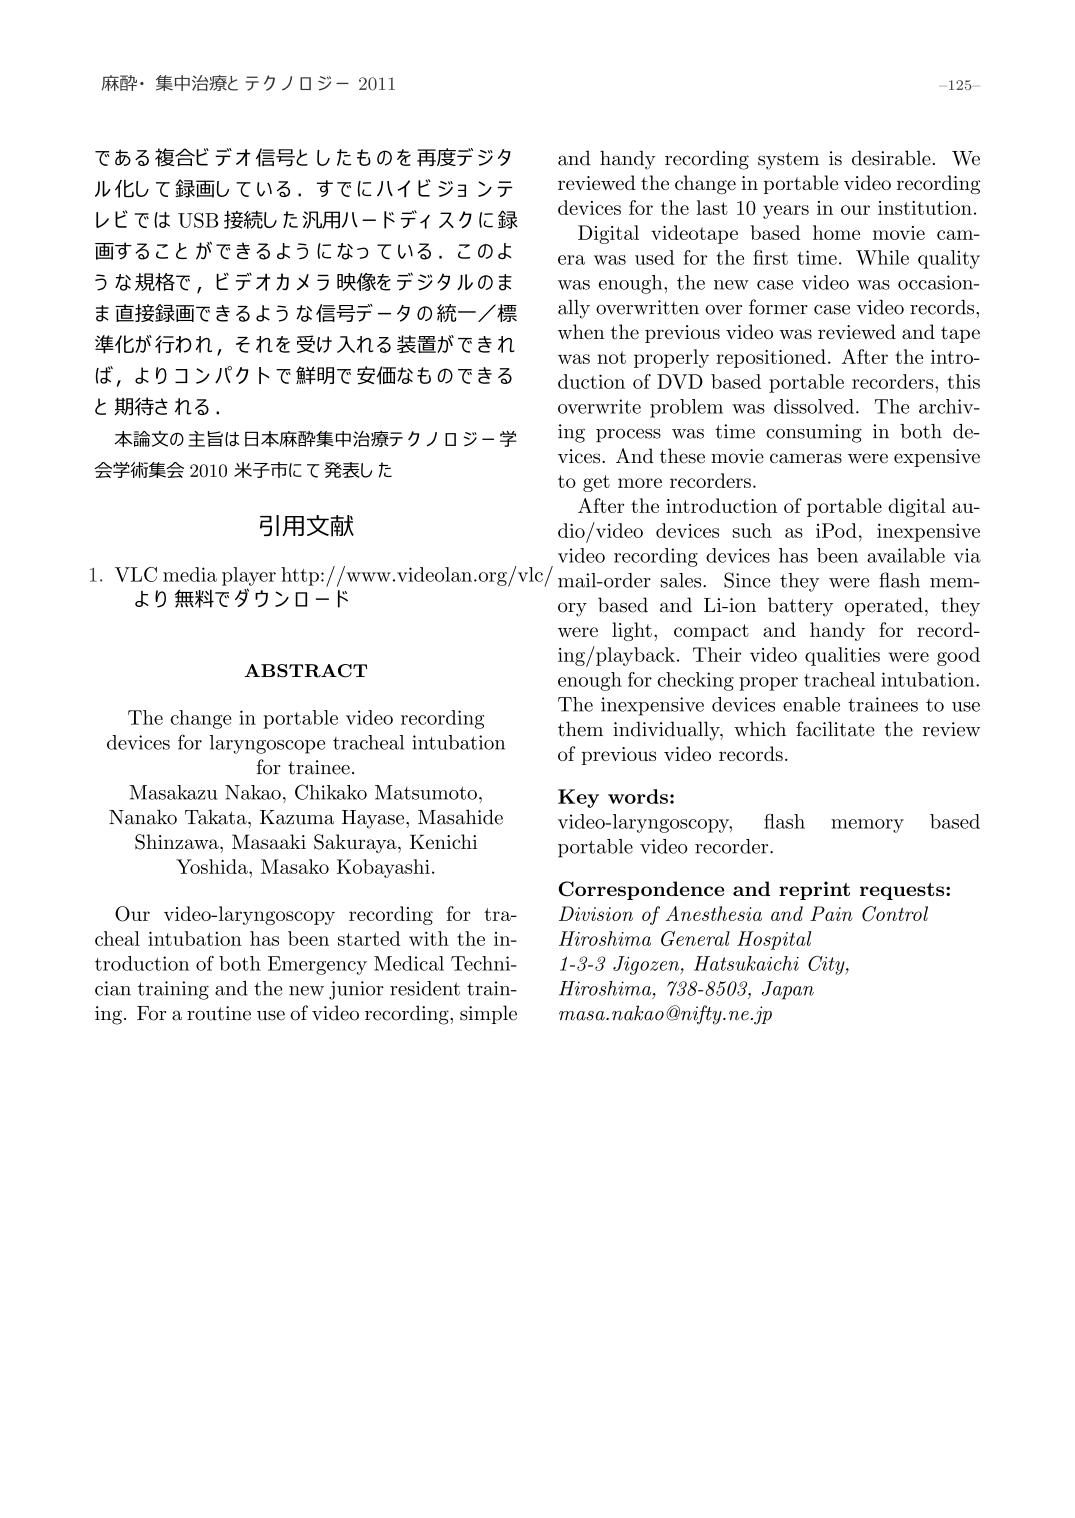 麻酔・集中治療とテクノロジー 2011
–125–
である複合ビデオ信号としたものを再度デジタ
ル化して録画している．すでにハイビジョンテ
レビでは USB 接続した汎用ハードディスクに録
画することができるようになっている．このよ
うな規格で，ビデオカメラ映像をデジタルのま
ま直接録画できるような信号データの統一／標
準化が行われ，それを受け入れる装置ができれ
ば，よりコンパクトで鮮明で安価なものできる
と期待される．
本論文の主旨は日本麻酔集中治療テクノロジー学
会学術集会 2010 米子市にて発表した
引用文献
1. VLC media player http://www.videolan.org/vlc/
より無料でダウンロード
ABSTRACT
The change in portable video recording
devices for laryngoscope tracheal intubation
for trainee.
Masakazu Nakao, Chikako Matsumoto,
Nanako Takata, Kazuma Hayase, Masahide
Shinzawa, Masaaki Sakuraya, Kenichi
Yoshida, Masako Kobayashi.
Our video-laryngoscopy recording for tra-
cheal intubation has been started with the in-
troduction of both Emergency Medical Techni-
cian training and the new junior resident train-
ing. For a routine use of video recording, simple
and handy recording system is desirable. We
reviewed the change in portable video recording
devices for the last 10 years in our institution.
Digital videotape based home movie cam-
era was used for the first time. While quality
was enough, the new case video was occasion-
ally overwritten over former case video records,
when the previous video was reviewed and tape
was not properly repositioned. After the intro-
duction of DVD based portable recorders, this
overwrite problem was dissolved. The archiv-
ing process was time consuming in both de-
vices. And these movie cameras were expensive
to get more recorders.
After the introduction of portable digital au-
dio/video devices such as iPod, inexpensive
video recording devices has been available via
mail-order sales. Since they were flash mem-
ory based and Li-ion battery operated, they
were light, compact and handy for record-
ing/playback. Their video qualities were good
enough for checking proper tracheal intubation.
The inexpensive devices enable trainees to use
them individually, which facilitate the review
of previous video records.
Key words:
video-laryngoscopy, flash memory based
portable video recorder.
Correspondence and reprint requests:
Division of Anesthesia and Pain Control
Hiroshima General Hospital
1-3-3 Jigozen, Hatsukaichi City,
Hiroshima, 738-8503, Japan
masa.nakao@nifty.ne.jp